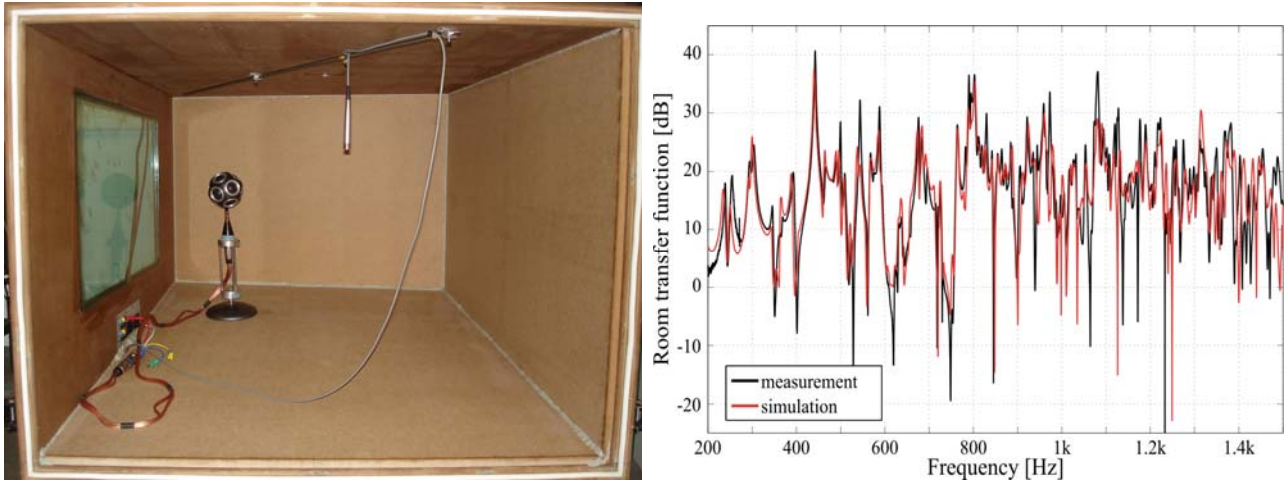 Room transfer function [dB]
40
30
20
10
0
-10
-20
measurement
simulation
200
400
600
800
1k
1.2k
1.4k
Frequency [Hz]
4